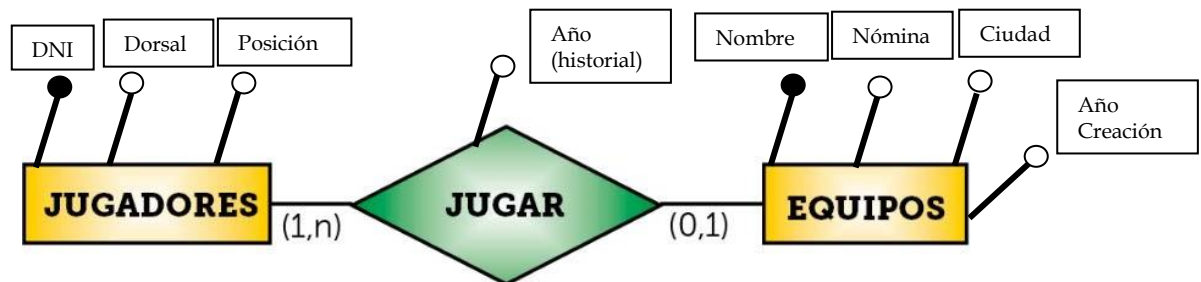 DNI
Dorsal
Posición
Año
(historial)
Nombre
Nómina
Ciudad
Año
Creación
JUGADORES
(1,n)
JUGAR
(0,1)
EQUIPOS